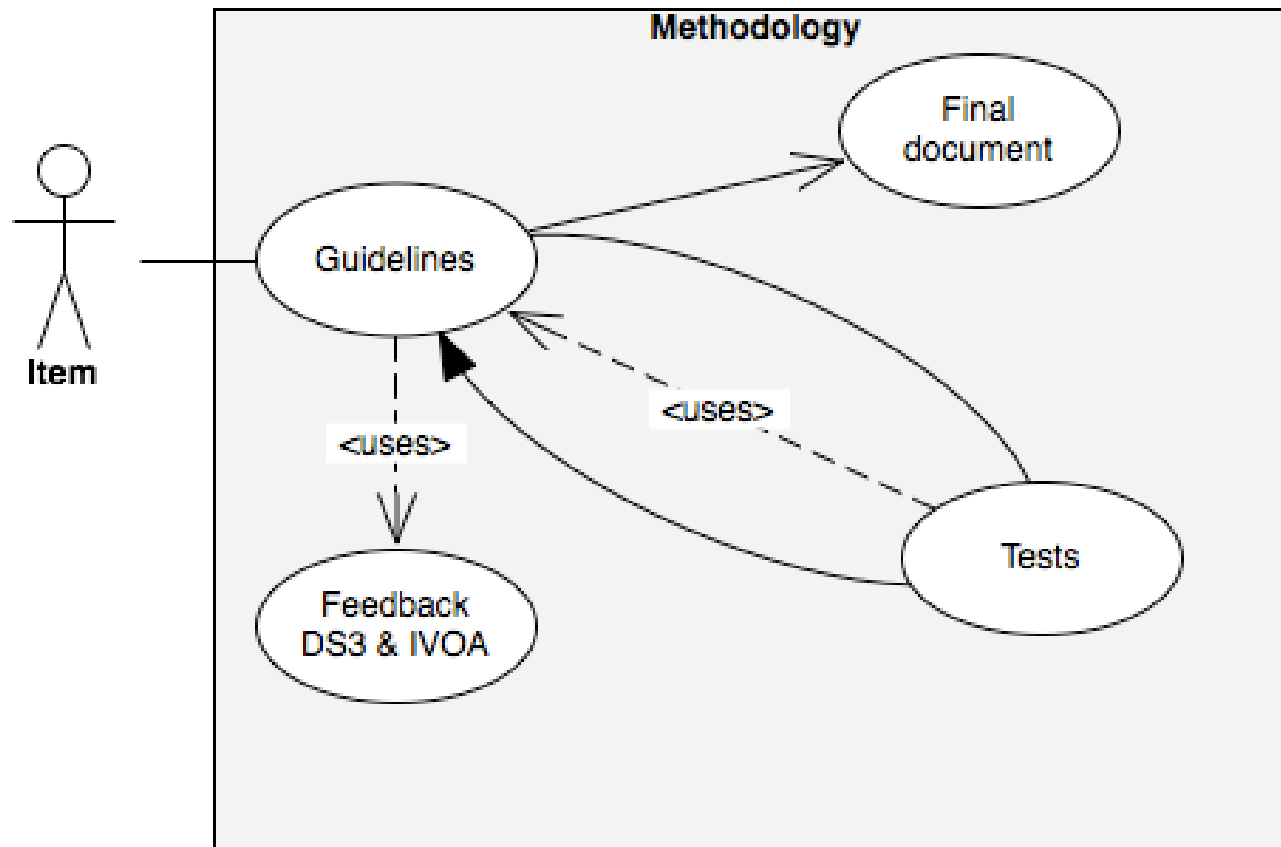 Methodology
Final
document
Guidelines
Item
<uses>
<uses>
Tests
Feedback
DS3 & IVOA